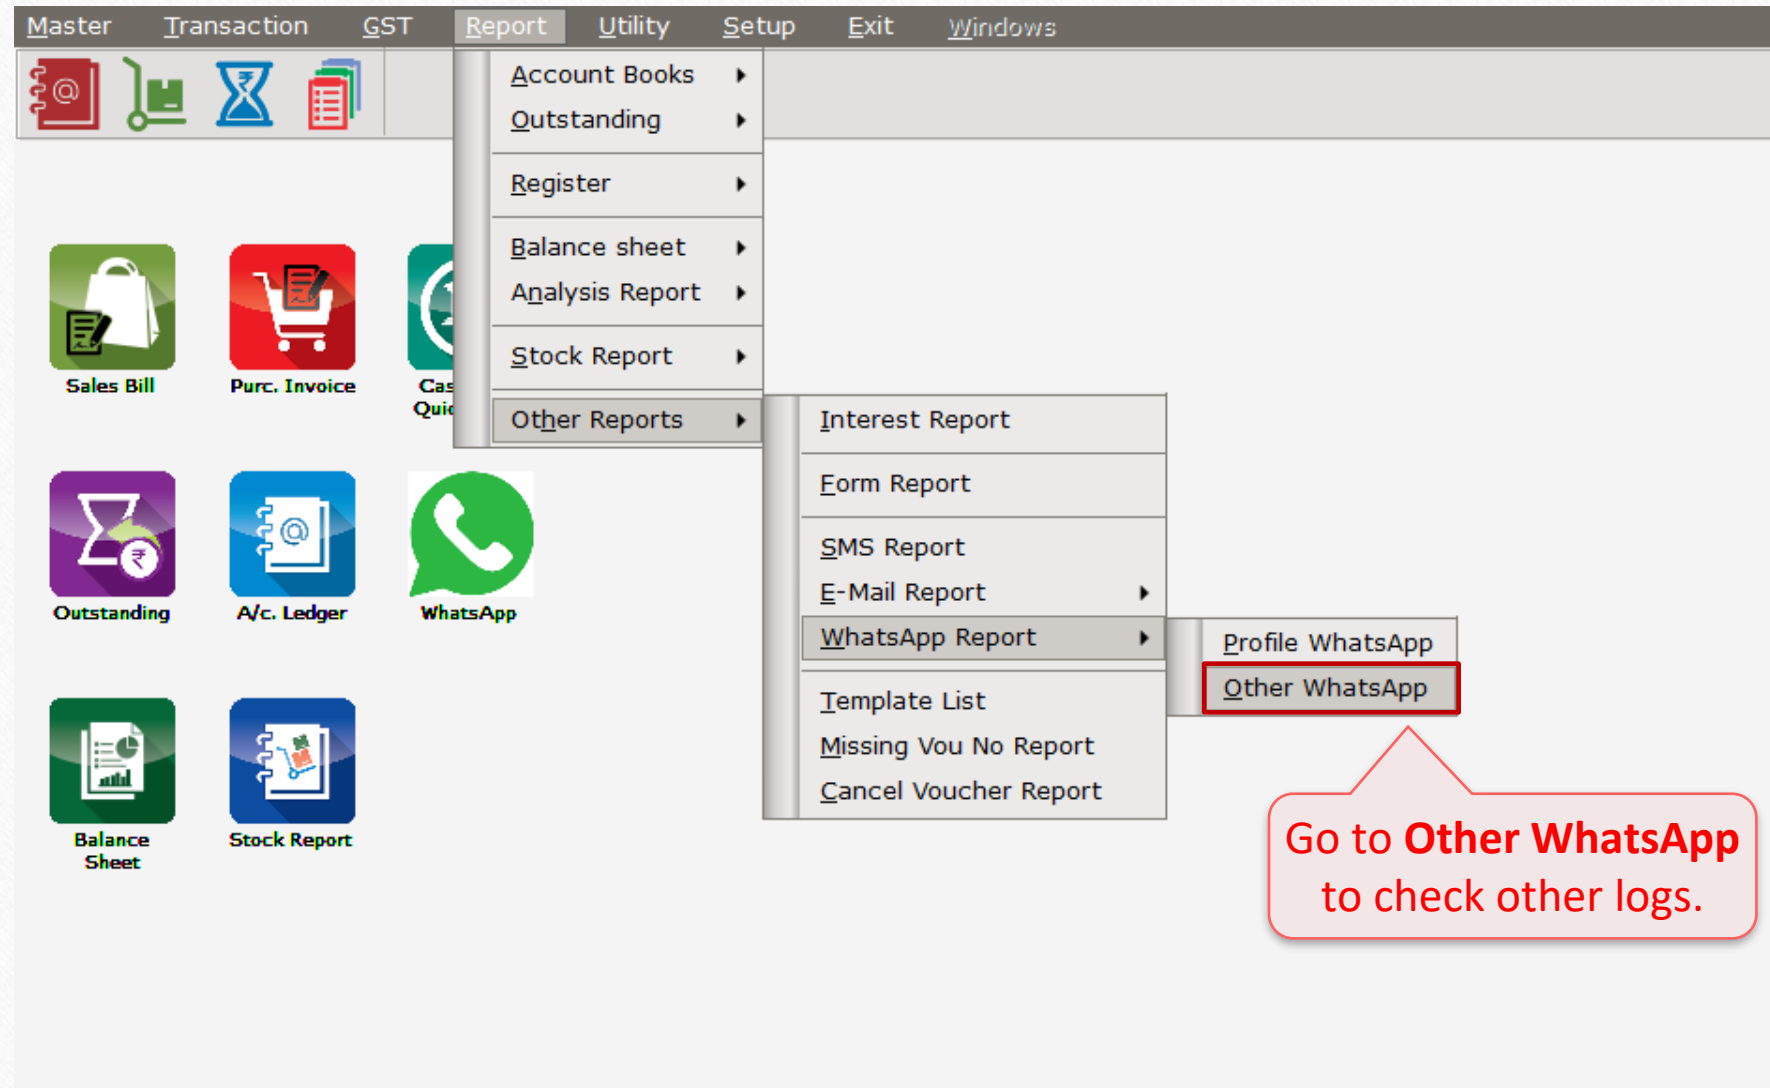 Master Transaction GST Report Utility Setup Exit Windows
Account Books
Outstanding
Register
Balance sheet
Analysis Report
Stock Report
Other Reports
Interest Report
Form Report
SMS Report
E-Mail Report
WhatsApp Report
Template List
Missing Vou No Report
Cancel Voucher Report
Profile WhatsApp
Other WhatsApp
Sales Bill
Purc. Invoice
Outstanding
A/c. Ledger
WhatsApp
Balance
Sheet
Stock Report
Go to Other WhatsApp
to check other logs.